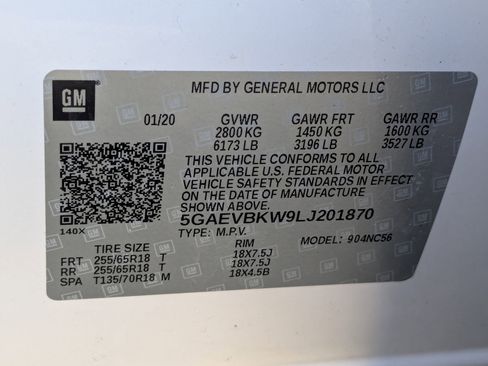 GM
MFD BY GENERAL MOTORS LLC
01/20 GVWR GAWR FRT GAWR RR
2800 KG 1450 KG 1600 KG
6173 LB 3196 LB 3527 LB
THIS VEHICLE CONFORMS TO ALL
APPLICABLE U.S. FEDERAL MOTOR
VEHICLE SAFETY STANDARDS IN EFFECT
ON THE DATE OF MANUFACTURE
SHOWN ABOVE.
5GAEVBKW9LJ201870
140X TYPE: M.P.V. MODEL: 904NC56
TIRE SIZE RIM
FRT 255/65R18 T 18X7.5J
RR 255/65R18 T 18X7.5J
SPA T135/70R18 M 18X4.5B